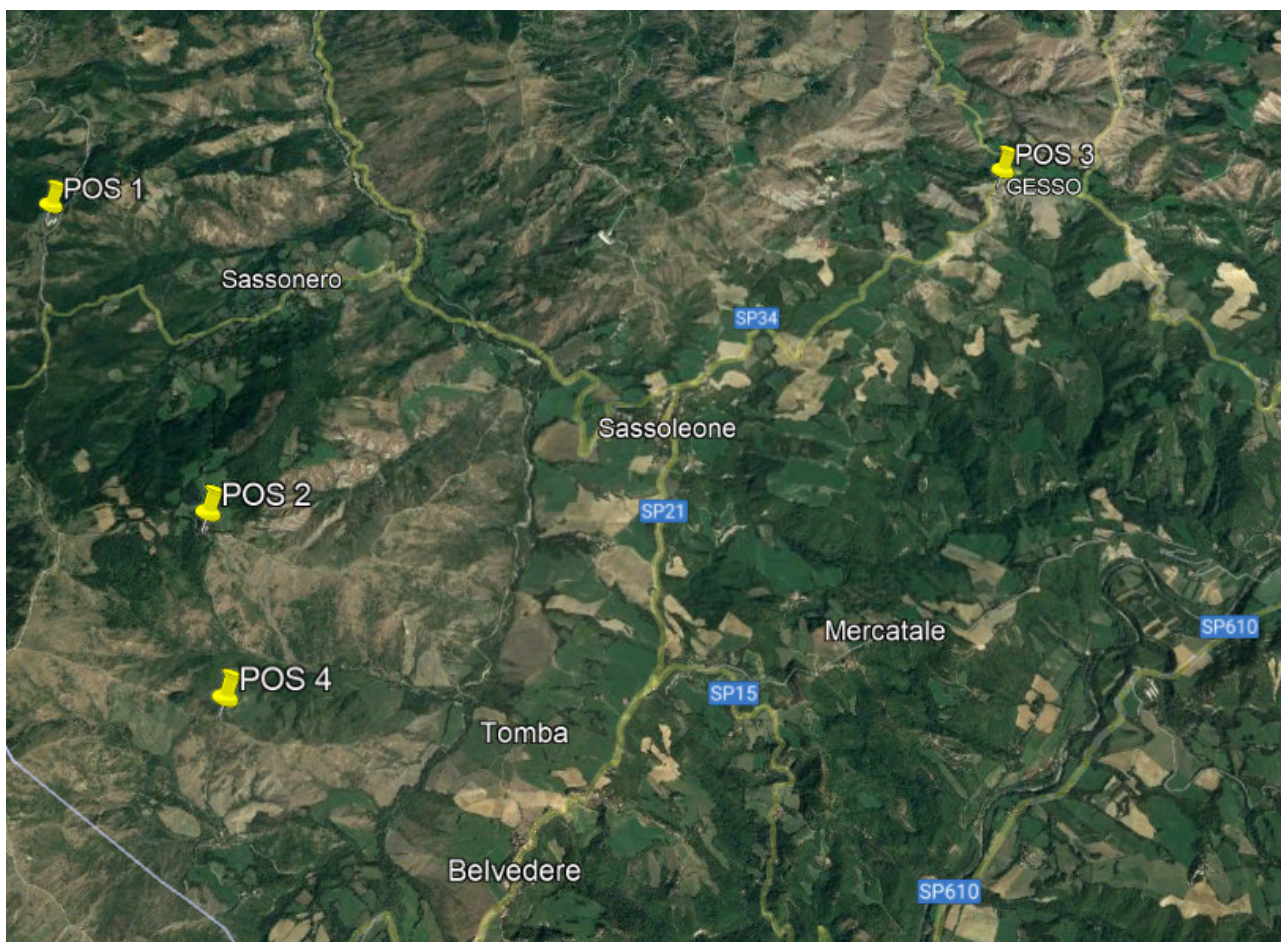 POS 3
GESSO
POS 1
Sassonero
SP34
Sassoleone
POS 2
SP21
Mercatale
SP610
POS 4
SP15
Tomba
Belvedere
SP610